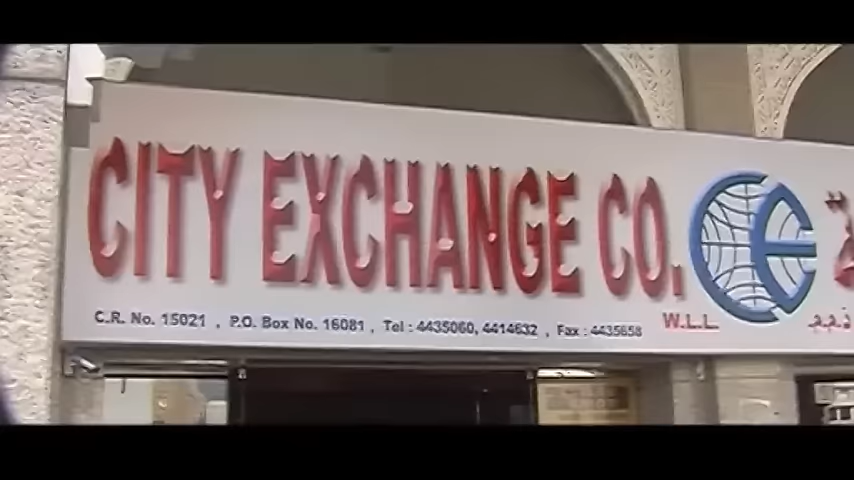 CITY EXCHANGE CO.
C.R. No. 15021 , P.O. Box No. 16081 , Tel : 4435060, 4414632 , Fax : 4435658
W.L.L.
ذ.م.م